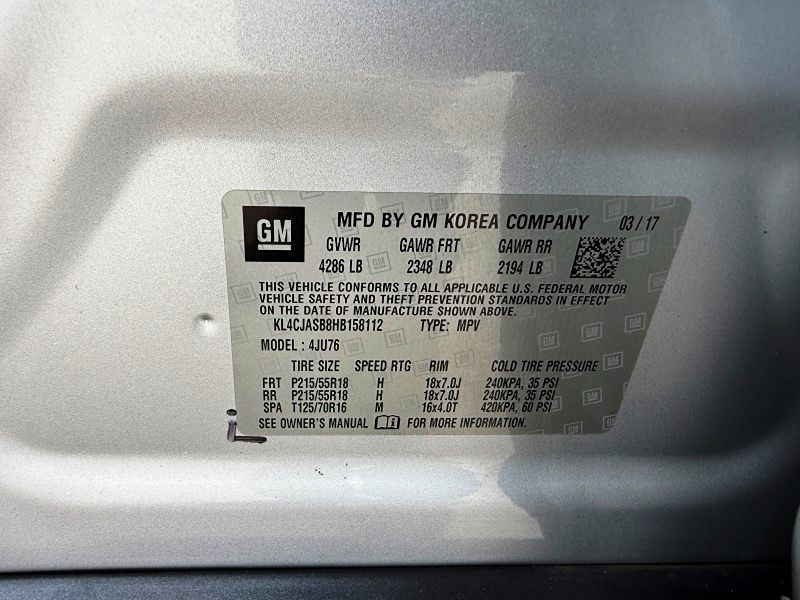 GM MFD BY GM KOREA COMPANY 03/17
GVWR GAWR FRT GAWR RR
4286 LB 2348 LB 2194 LB
THIS VEHICLE CONFORMS TO ALL APPLICABLE U.S. FEDERAL MOTOR
VEHICLE SAFETY AND THEFT PREVENTION STANDARDS IN EFFECT
ON THE DATE OF MANUFACTURE SHOWN ABOVE.
KL4CJASB8HB158112 TYPE: MPV
MODEL: 4JU76
TIRE SIZE SPEED RTG RIM COLD TIRE PRESSURE
FRT P215/55R18 H 18x7.0J 240KPA, 35 PSI
RR P215/55R18 H 18x7.0J 240KPA, 35 PSI
SPA T125/70R16 M 16x4.0T 420KPA, 60 PSI
SEE OWNER'S MANUAL FOR MORE INFORMATION.